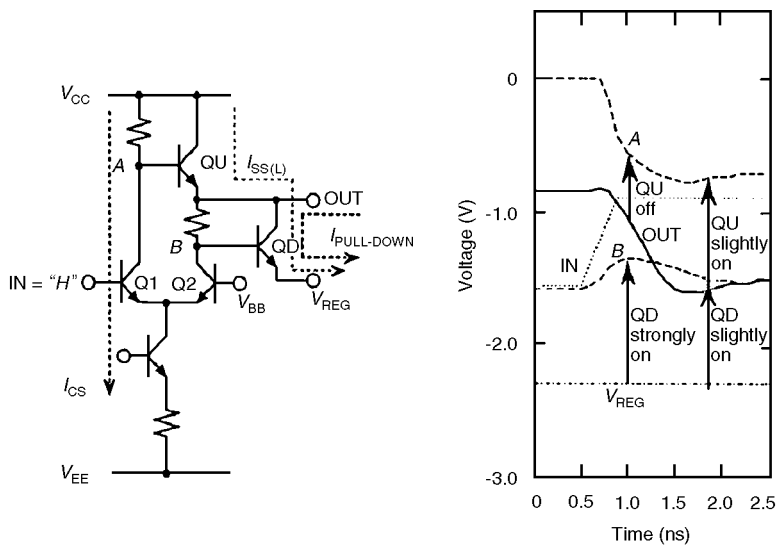 V_CC
A
QU
I_SS(L)
OUT
B
QD
I_PULL-DOWN
IN = "H"
Q1
Q2
V_BB
V_REG
I_CS
V_EE
Voltage (V)
0
-1.0
-2.0
-3.0
A
QU
off
OUT
QU
slightly
on
IN
B
QD
strongly
on
QD
slightly
on
V_REG
0 0.5 1.0 1.5 2.0 2.5
Time (ns)